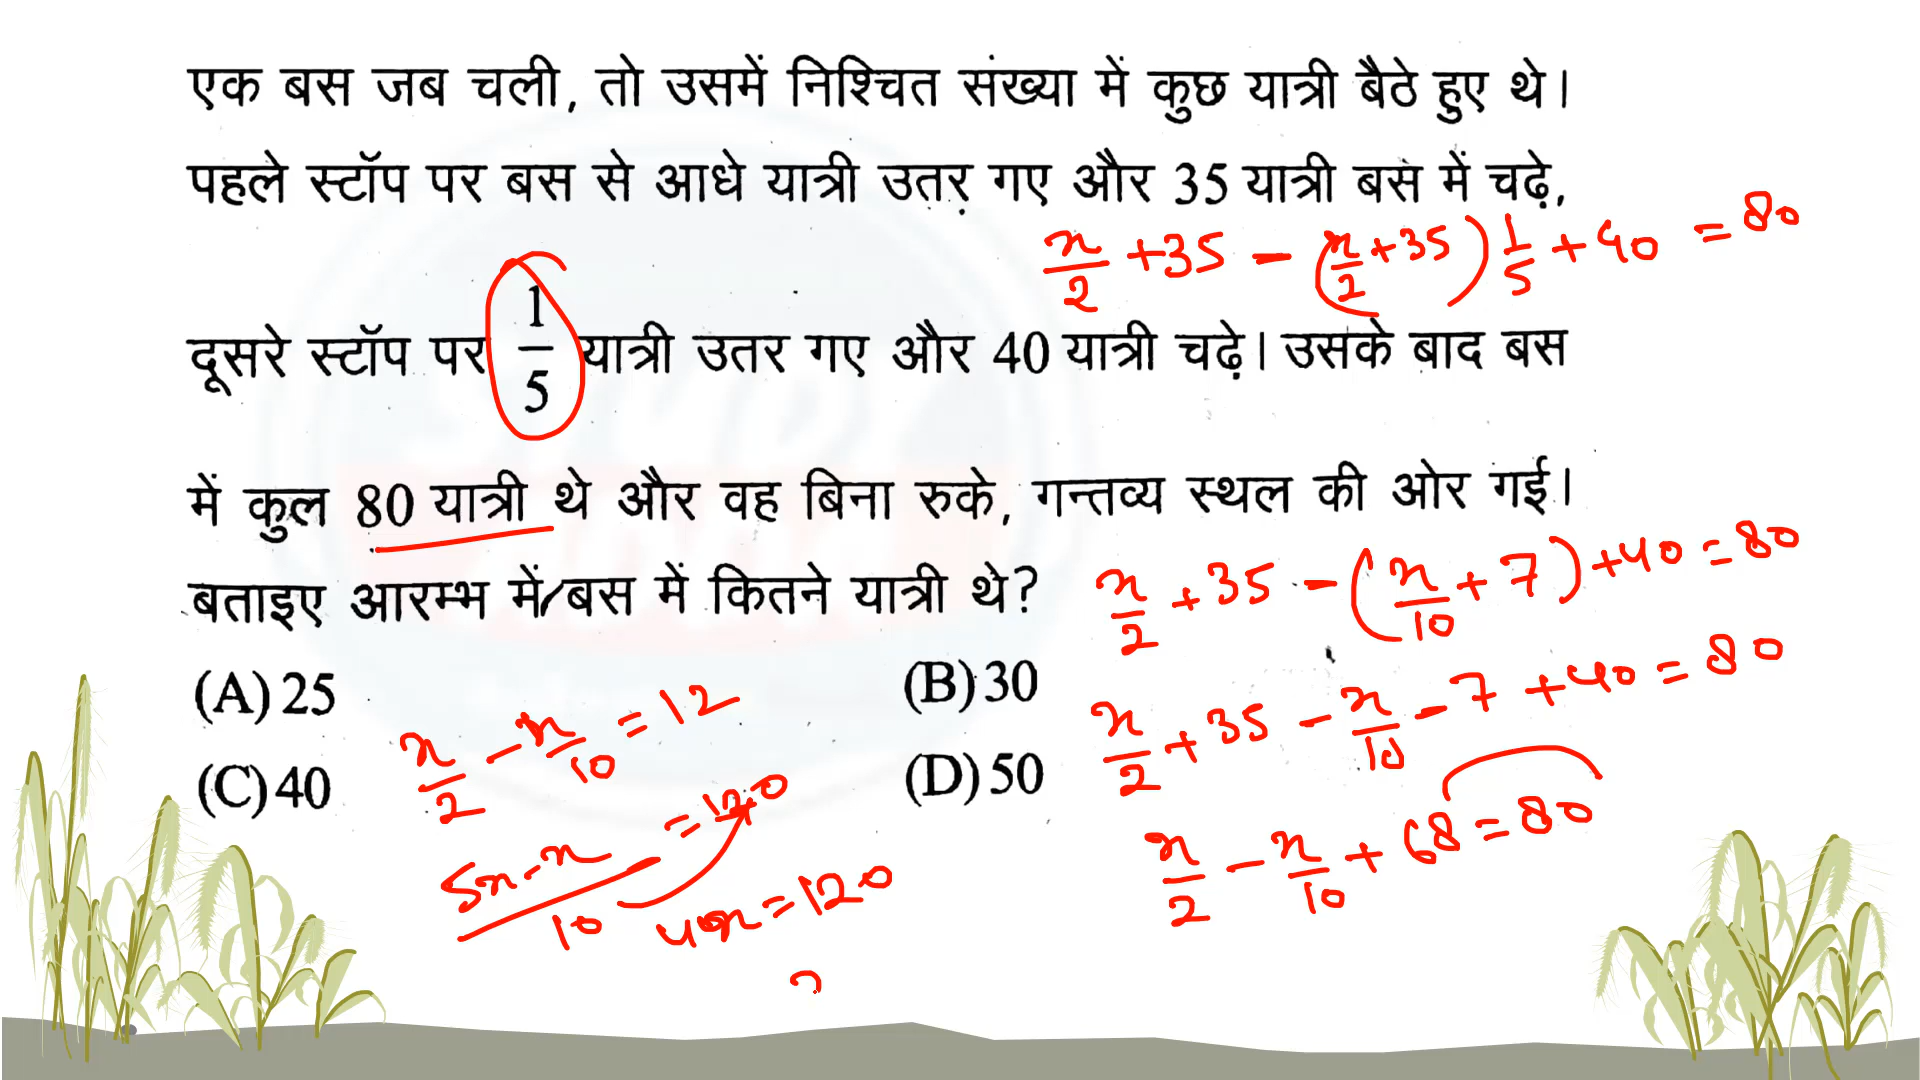 एक बस जब चली, तो उसमें निश्चित संख्या में कुछ यात्री बैठे हुए थे।
पहले स्टॉप पर बस से आधे यात्री उतर गए और 35 यात्री बस में चढ़े,
x/2 + 35 - (x/2 + 35) 1/5 + 40 = 80
दूसरे स्टॉप पर 1/5 यात्री उतर गए और 40 यात्री चढ़े। उसके बाद बस
में कुल 80 यात्री थे और वह बिना रुके, गन्तव्य स्थल की ओर गई।
बताइए आरम्भ में बस में कितने यात्री थे?
x/2 + 35 - (x/10 + 7) + 40 = 80
(A) 25
(B) 30
x/2 + 35 - x/10 - 7 + 40 = 80
(C) 40
(D) 50
x/2 - x/10 + 68 = 80
x/2 - x/10 = 12
5x - x/10 = 120
4x = 120